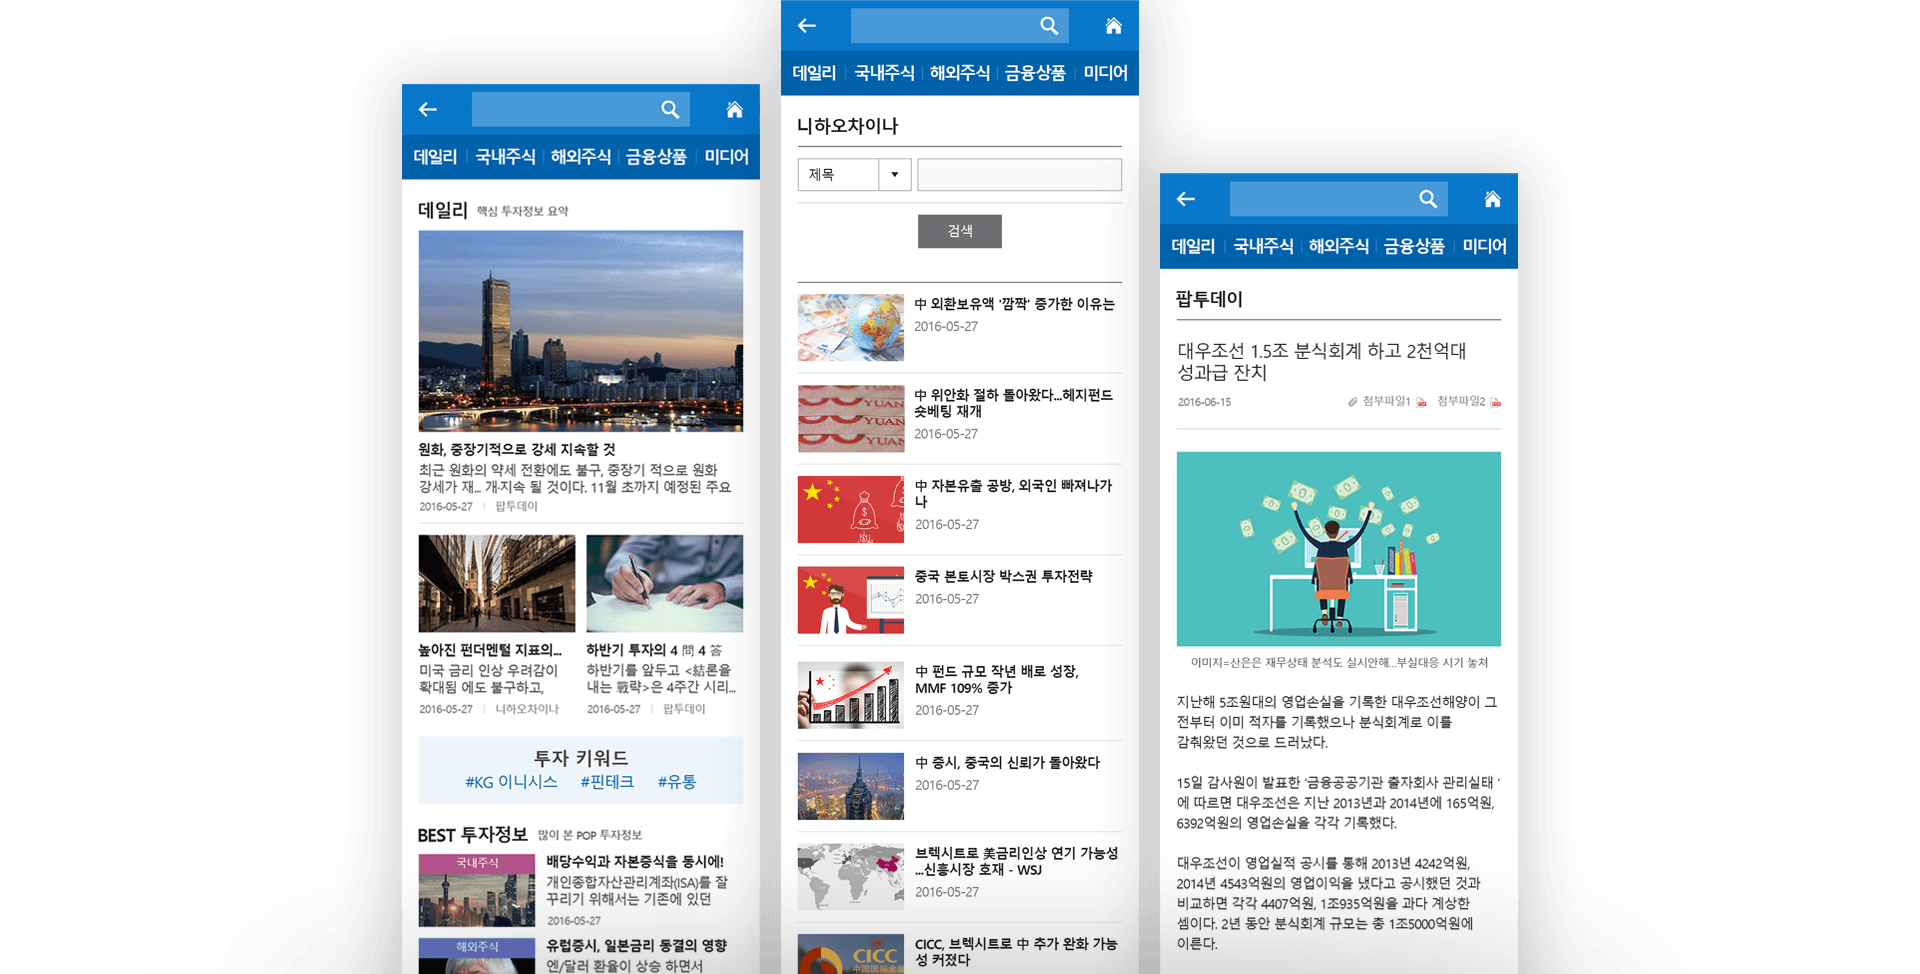 데일리 국내주식 해외주식 금융상품 미디어
데일리 핵심 투자정보 요약
원화, 중장기적으로 강세 지속할 것
최근 원화의 약세 전환에도 불구, 중장기 적으로 원화
강세가 재... 개·지속 될 것이다. 11월 초까지 예정된 주요
2016-05-27 팝투데이
높아진 펀더멘털 지표의...
미국 금리 인상 우려감이
확대됨 에도 불구하고,
2016-05-27 니하오차이나
하반기 투자의 4 問 4 答
하반기를 앞두고 <結론을
내는 戰략>은 4주간 시리...
2016-05-27 팝투데이
투자 키워드
#KG 이니시스 #핀테크 #유통
BEST 투자정보 많이 본 POP 투자정보
국내주식
배당수익과 자본증식을 동시에!
개인종합자산관리계좌(ISA)를 잘
꾸리기 위해서는 기존에 있던
2016-05-27
해외주식
유럽증시, 일본금리 동결의 영향
엔/달러 환율이 상승 하면서
데일리 국내주식 해외주식 금융상품 미디어
니하오차이나
제목
검색
中 외환보유액 '깜짝' 증가한 이유는
2016-05-27
YUAN
YUAN
中 위안화 절하 돌아왔다...헤지펀드
숏베팅 재개
2016-05-27
中 자본유출 공방, 외국인 빠져나가
나
2016-05-27
중국 본토시장 박스권 투자전략
2016-05-27
中 펀드 규모 작년 배로 성장,
MMF 109% 증가
2016-05-27
中 증시, 중국의 신뢰가 돌아왔다
2016-05-27
브렉시트로 美금리인상 연기 가능성
...신흥시장 호재 - WSJ
2016-05-27
CICC
中国国际金融
CICC, 브렉시트로 中 추가 완화 가능
성 커졌다
데일리 국내주식 해외주식 금융상품 미디어
팝투데이
대우조선 1.5조 분식회계 하고 2천억대
성과급 잔치
2016-06-15 첨부파일1 첨부파일2
이미지=산은은 재무상태 분석도 실시안해...부실대응 시기 놓쳐
지난해 5조원대의 영업손실을 기록한 대우조선해양이 그
전부터 이미 적자를 기록했으나 분식회계로 이를
감춰왔던 것으로 드러났다.
15일 감사원이 발표한 '금융공공기관 출자회사 관리실태 '
에 따르면 대우조선은 지난 2013년과 2014년에 165억원,
6392억원의 영업손실을 각각 기록했다.
대우조선이 영업실적 공시를 통해 2013년 4242억원,
2014년 4543억원의 영업이익을 냈다고 공시했던 것과
비교하면 각각 4407억원, 1조935억원을 과다 계상한
셈이다. 2년 동안 분식회계 규모는 총 1조5000억원에
이른다.